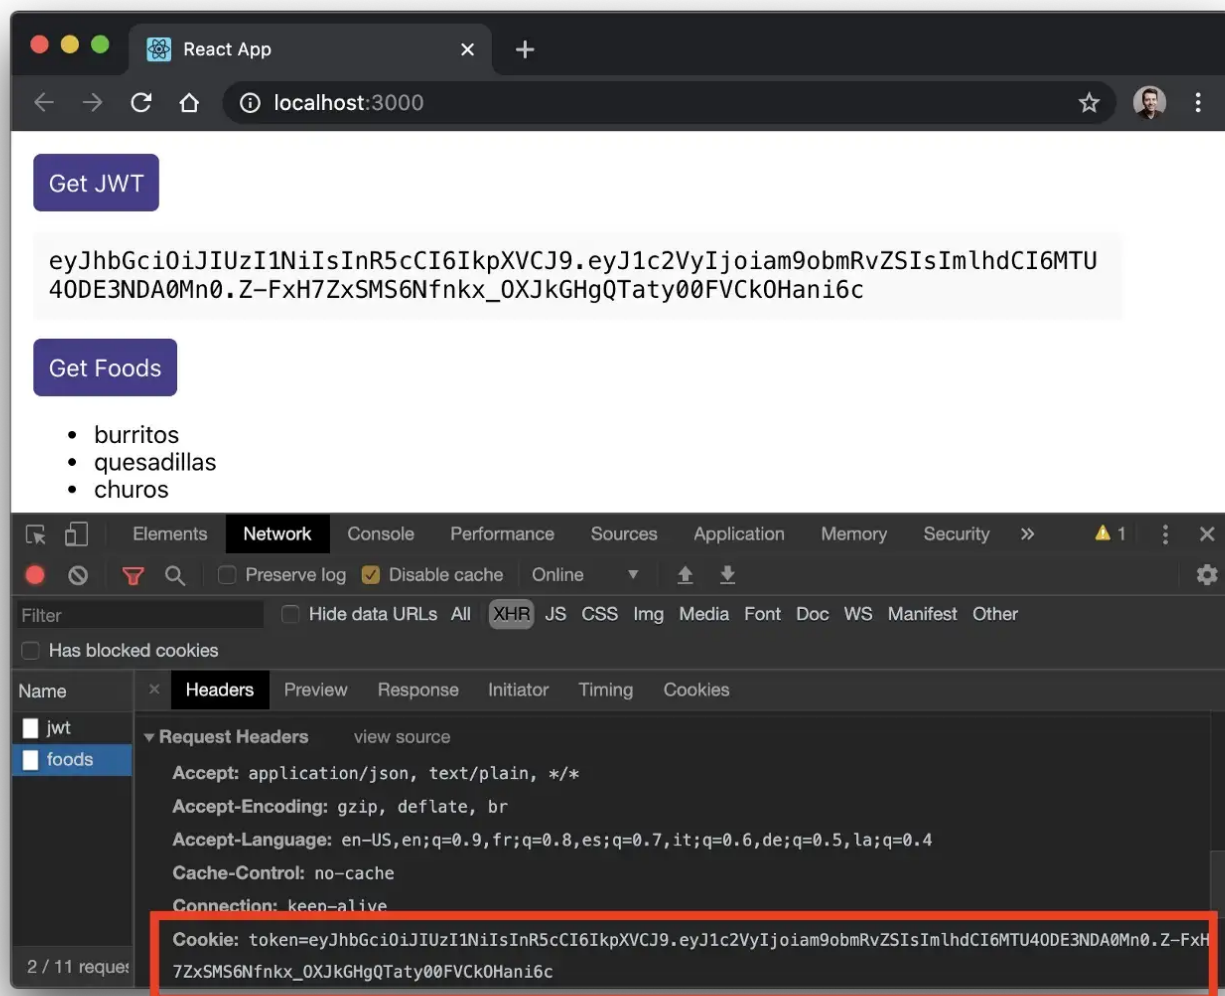 React App
localhost:3000
Get JWT
eyJhbGciOiJIUzI1NiIsInR5cCI6IkpXVCJ9.eyJ1c2VyIjoiam9obmRvZSIsImlhdCI6MTU
4ODE3NDA0Mn0.Z-FxH7ZxSMS6Nfnkx_OXJkGHgQTaty00FVCkOHani6c
Get Foods
• burritos
• quesadillas
• churos
Elements Network Console Performance Sources Application Memory Security » 1
Preserve log Disable cache Online
Filter Hide data URLs All XHR JS CSS Img Media Font Doc WS Manifest Other
Has blocked cookies
Name Headers Preview Response Initiator Timing Cookies
jwt
foods
Request Headers view source
Accept: application/json, text/plain, */*
Accept-Encoding: gzip, deflate, br
Accept-Language: en-US,en;q=0.9,fr;q=0.8,es;q=0.7,it;q=0.6,de;q=0.5,la;q=0.4
Cache-Control: no-cache
Connection: keep-alive
Cookie: token=eyJhbGciOiJIUzI1NiIsInR5cCI6IkpXVCJ9.eyJ1c2VyIjoiam9obmRvZSIsImlhdCI6MTU4ODE3NDA0Mn0.Z-FxH
7ZxSMS6Nfnkx_OXJkGHgQTaty00FVCkOHani6c
2 / 11 reques